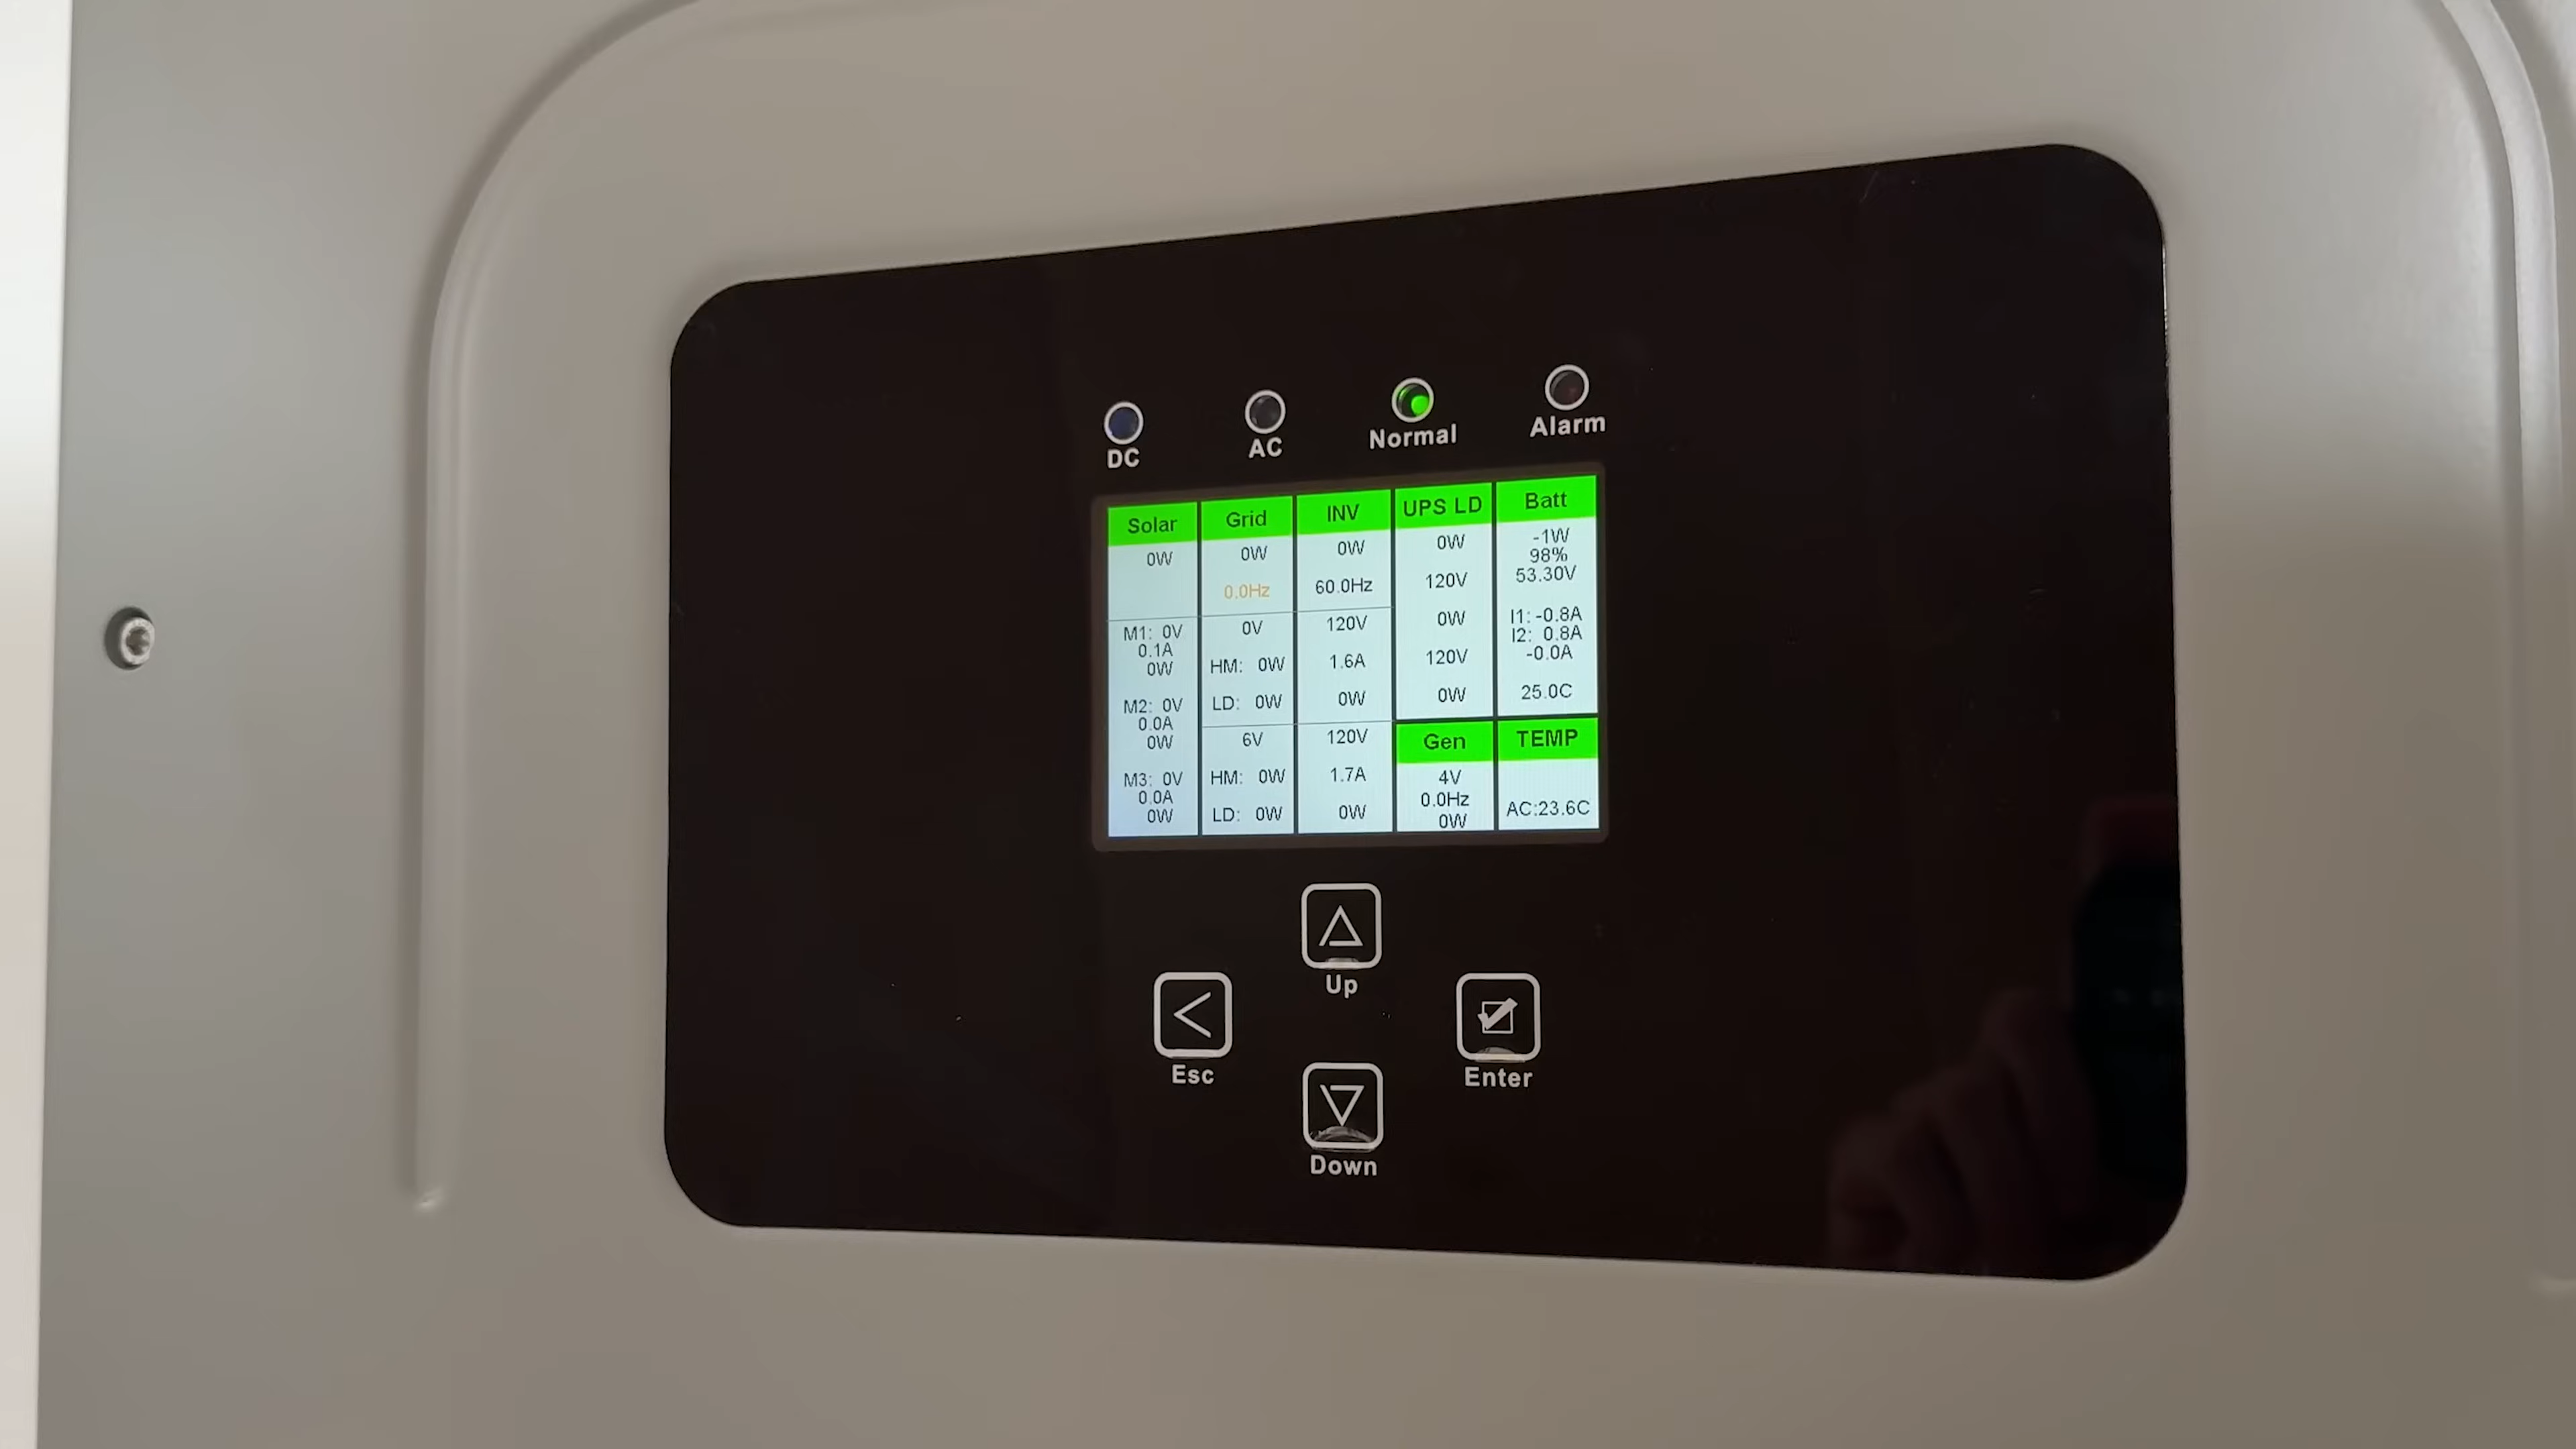 DC
AC
Normal
Alarm
Solar
0W
M1: 0V
0.1A
0W
M2: 0V
0.0A
0W
M3: 0V
0.0A
0W
Grid
0W
0.0Hz
0V
HM: 0W
LD: 0W
6V
HM: 0W
LD: 0W
INV
0W
60.0Hz
120V
1.6A
0W
120V
1.7A
0W
UPS LD
0W
120V
0W
120V
0W
Gen
4V
0.0Hz
0W
Batt
-1W
98%
53.30V
I1: -0.8A
I2: 0.8A
-0.0A
25.0C
TEMP
AC:23.6C
Up
Esc
Enter
Down